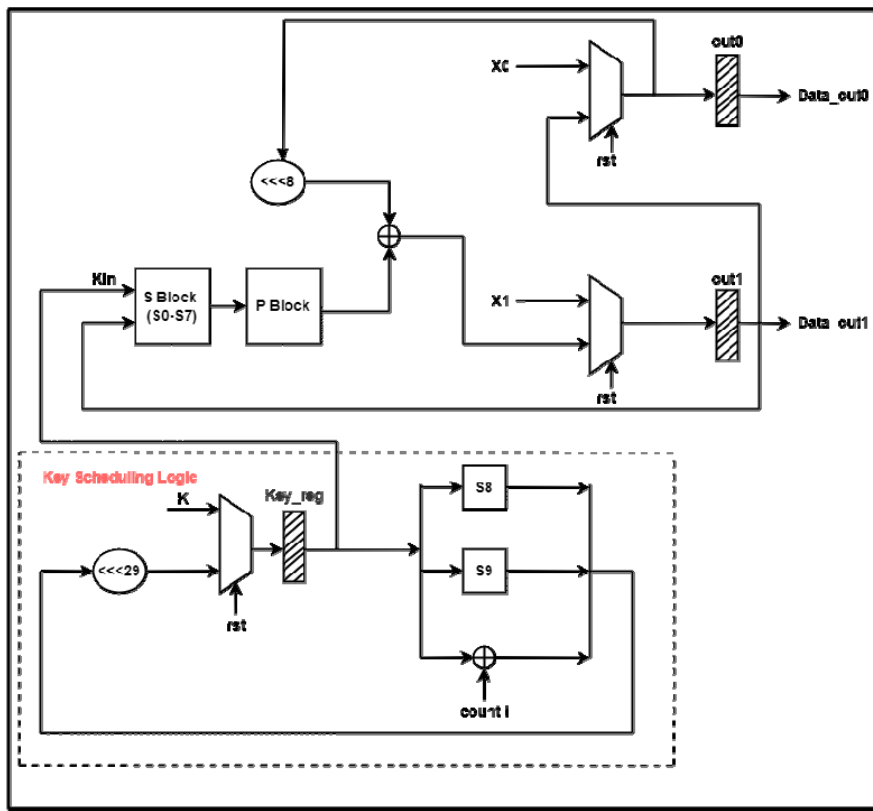 out0
X0
Data_out0
rst
<<<8
Kin
S Block
(S0-S7)
P Block
out1
X1
Data_out1
rst
Key Scheduling Logic
K
Key_reg
S8
<<<29
S9
rst
count i